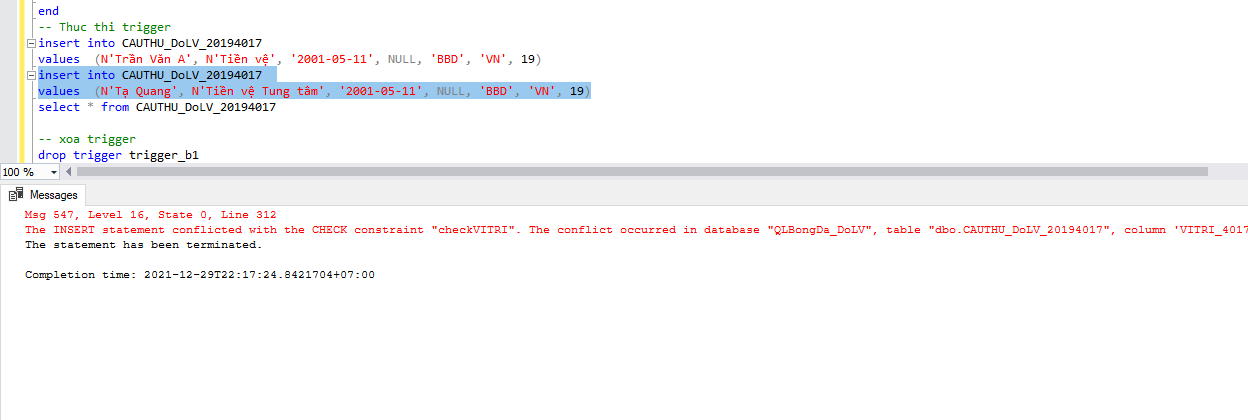 end
-- Thuc thi trigger
insert into CAUTHU_DoLV_20194017
values  (N'Trần Văn A', N'Tiền vệ', '2001-05-11', NULL, 'BBD', 'VN', 19)
insert into CAUTHU_DoLV_20194017
values  (N'Tạ Quang', N'Tiền vệ Tung tâm', '2001-05-11', NULL, 'BBD', 'VN', 19)
select * from CAUTHU_DoLV_20194017
-- xoa trigger
drop trigger trigger_b1
100 %
Messages
Msg 547, Level 16, State 0, Line 312
The INSERT statement conflicted with the CHECK constraint "checkVITRI". The conflict occurred in database "QLBongDa_DoLV", table "dbo.CAUTHU_DoLV_20194017", column 'VITRI_4017
The statement has been terminated.
Completion time: 2021-12-29T22:17:24.8421704+07:00